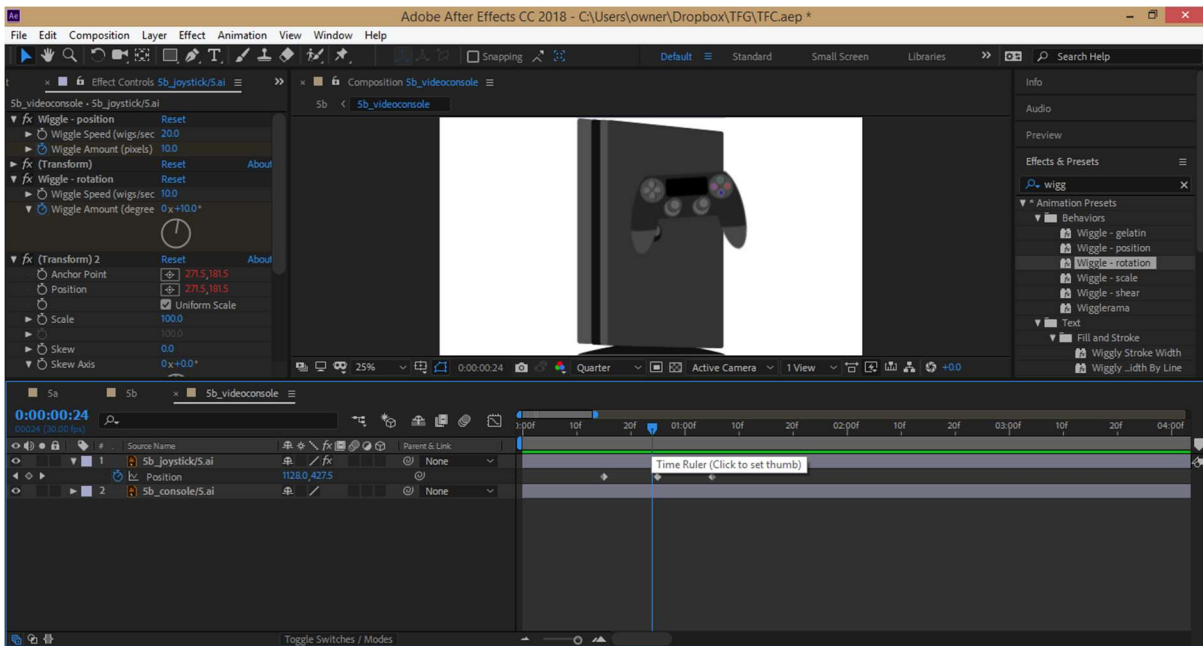 Ae Adobe After Effects CC 2018 - C:\Users\owner\Dropbox\TFG\TFC.aep *
File Edit Composition Layer Effect Animation View Window Help
Snapping Default Standard Small Screen Libraries Search Help
Effect Controls 5b_joystick/5.ai
5b_videoconsole • 5b_joystick/5.ai
fx Wiggle - position Reset
Wiggle Speed (wigs/sec 20.0
Wiggle Amount (pixels) 10.0
fx (Transform) Reset About
fx Wiggle - rotation Reset
Wiggle Speed (wigs/sec 10.0
Wiggle Amount (degree 0x+10.0°
fx (Transform) 2 Reset About
Anchor Point 271.5,181.5
Position 271.5,181.5
Uniform Scale
Scale 100.0
100.0
Skew 0.0
Skew Axis 0x+0.0°
Composition 5b_videoconsole
5b 5b_videoconsole
25% 0:00:00:24 Quarter Active Camera 1 View +0.0
Info
Audio
Preview
Effects & Presets
wigg
* Animation Presets
Behaviors
Wiggle - gelatin
Wiggle - position
Wiggle - rotation
Wiggle - scale
Wiggle - shear
Wigglerama
Text
Fill and Stroke
Wiggly Stroke Width
Wiggly ...idth By Line
5a 5b 5b_videoconsole
0:00:00:24
00024 (30.00 fps)
:00f 10f 20f 01:00f 10f 20f 02:00f 10f 20f 03:00f 10f 20f 04:00f
# Source Name fx Parent & Link
1 5b_joystick/5.ai fx None
Time Ruler (Click to set thumb)
Position 1128.0,427.5
2 5b_console/5.ai None
Toggle Switches / Modes